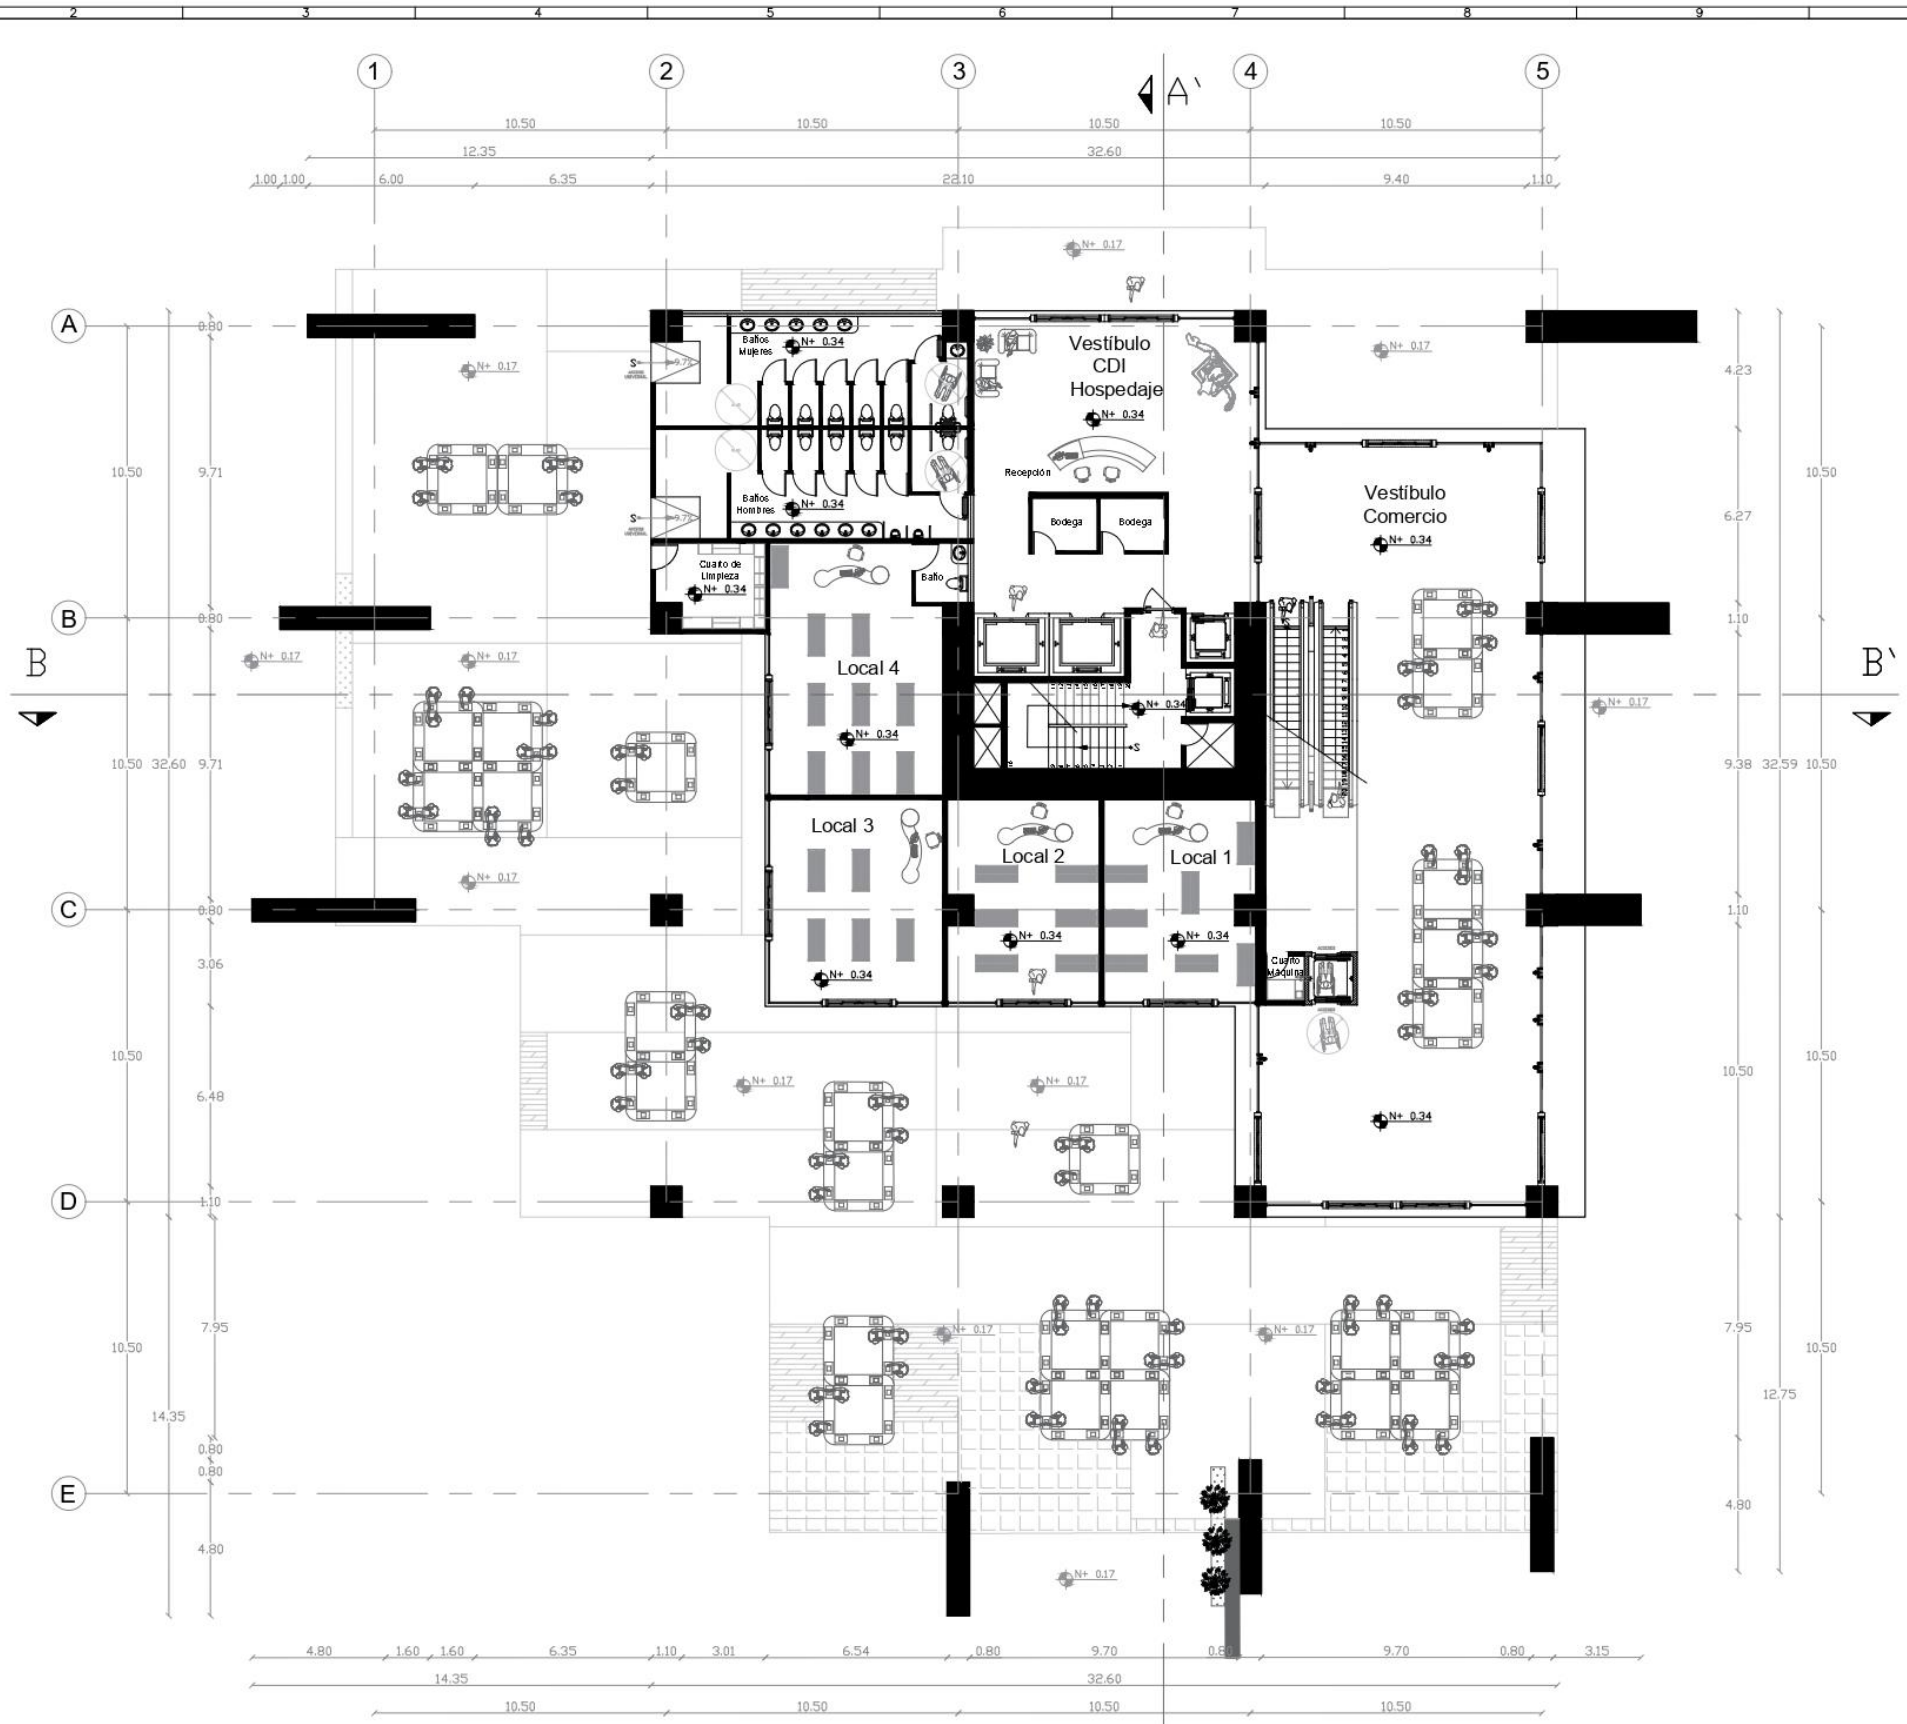 2 3 4 5 6 7 8 9
1 2 3 4 5
A`
10.50 10.50 10.50 10.50
12.35 32.60
1.00 1.00 6.00 6.35 22.10 9.40 1.10
N+ 0.17
A
0.80
Baños
Mujeres
N+ 0.34
Vestíbulo
CDI
Hospedaje
N+ 0.17
N+ 0.17
S
4.23
N+ 0.34
10.50 9.71
Recepción
10.50
Baños
Hombres
N+ 0.34
S
Bodega Bodega
Vestíbulo
Comercio
N+ 0.34
6.27
Cuarto de
Limpieza
N+ 0.34
Baño
B
0.80
1.10
B
N+ 0.17
N+ 0.17
Local 4
B`
N+ 0.34
N+ 0.17
N+ 0.34
S
10.50 32.60 9.71
9.38 32.59 10.50
Local 3
Local 2
Local 1
N+ 0.17
C
0.80
1.10
N+ 0.34
N+ 0.34
N+ 0.34
3.06
Cuarto
Máquina
10.50
N+ 0.17
N+ 0.17
10.50
10.50
6.48
N+ 0.34
D
1.10
7.95
N+ 0.17
N+ 0.17
7.95
10.50
10.50
14.35
12.75
0.80
0.80
E
4.80
4.80
N+ 0.17
4.80 1.60 1.60 6.35 1.10 3.01 6.54 0.80 9.70 0.80 9.70 0.80 3.15
14.35 32.60
10.50 10.50 10.50 10.50